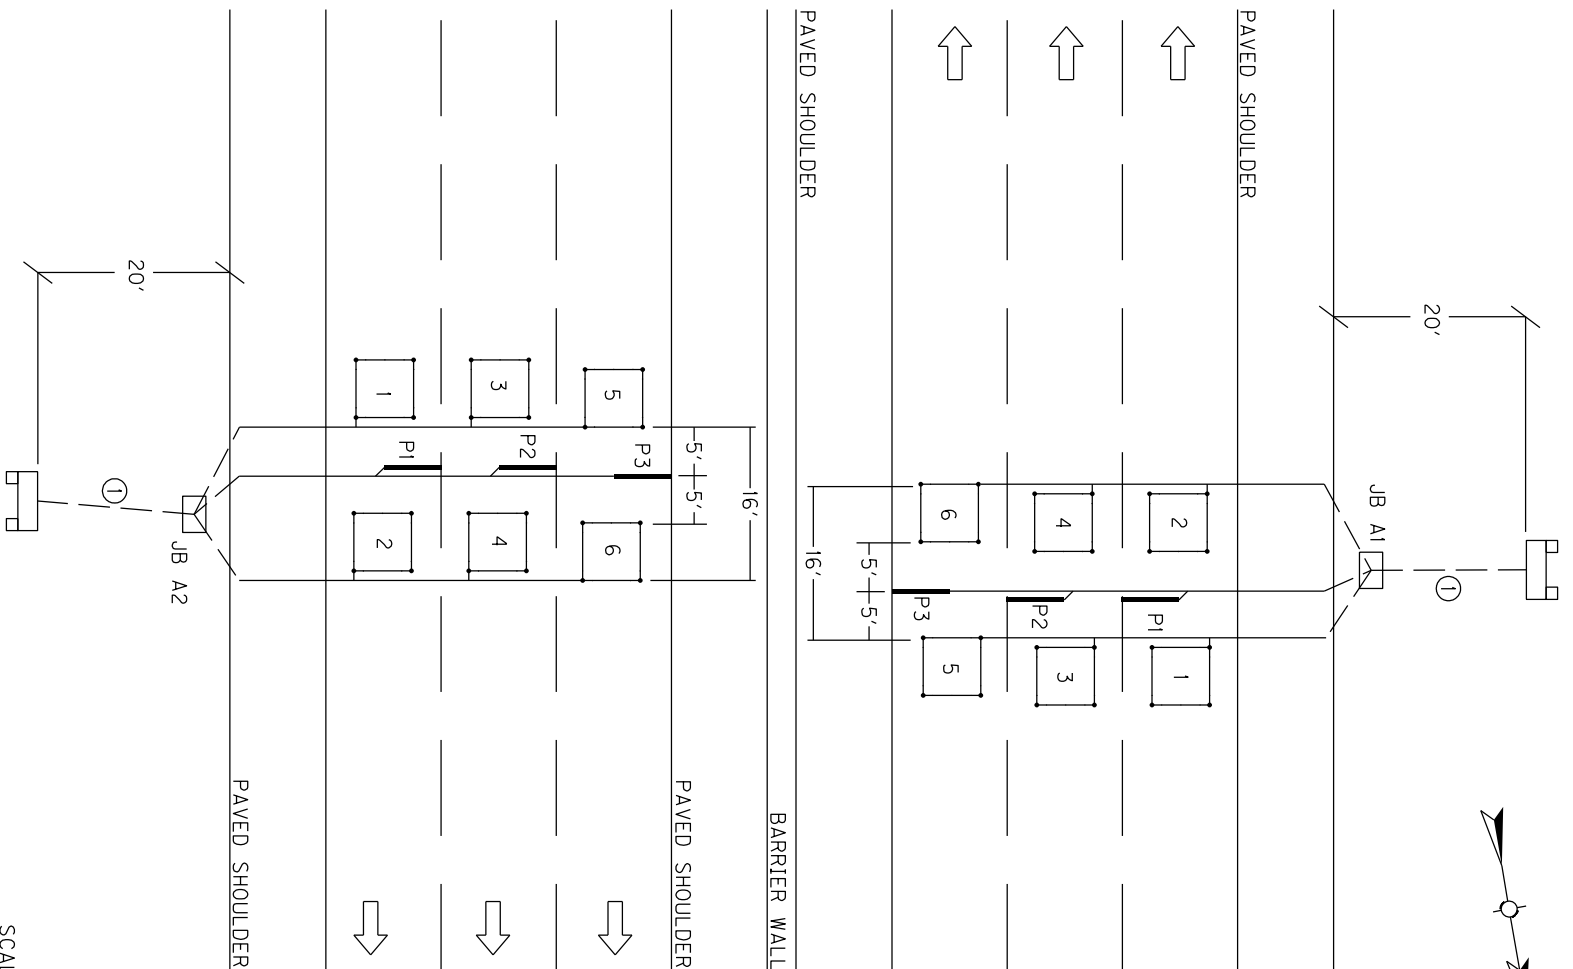 PAVED SHOULDER
20'
JB A1
1
2
4
6
16'
5'
5'
P1
P2
P3
1
3
5
PAVED SHOULDER
BARRIER WALL
16'
5'
5'
5
3
1
P3
P2
P1
6
4
2
PAVED SHOULDER
20'
1
JB A2
PAVED SHOULDER